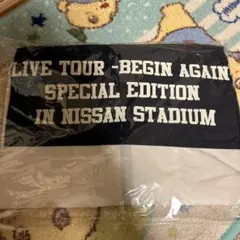 LIVE TOUR -BEGIN AGAIN
SPECIAL EDITION
IN NISSAN STADIUM